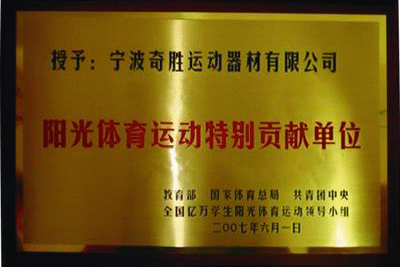 授予：宁波奇胜运动器材有限公司
阳光体育运动特别贡献单位
教育部 国家体育总局 共青团中央
全国亿万学生阳光体育运动领导小组
二00七年六月一日